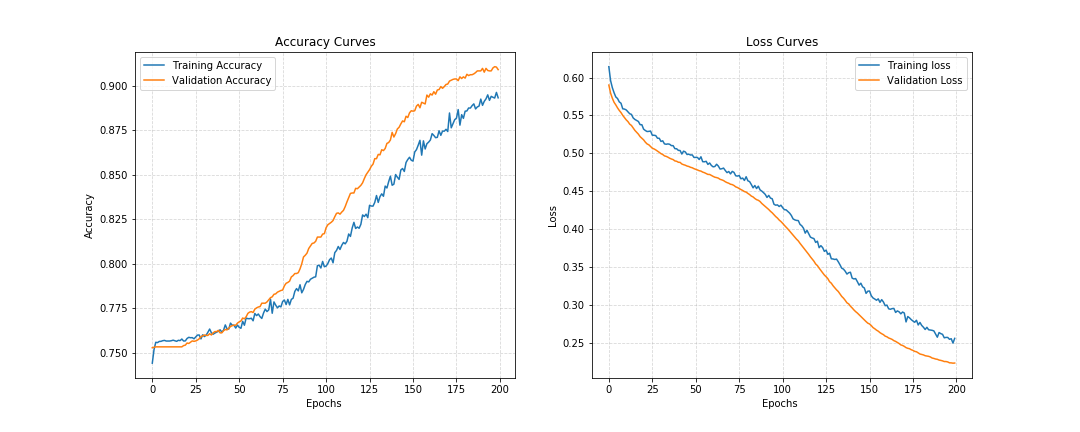 Accuracy Curves
Training Accuracy
Validation Accuracy
0.900
0.875
0.850
0.825
0.800
0.775
0.750
Accuracy
0 25 50 75 100 125 150 175 200
Epochs
Loss Curves
Training loss
Validation Loss
0.60
0.55
0.50
0.45
0.40
0.35
0.30
0.25
Loss
0 25 50 75 100 125 150 175 200
Epochs